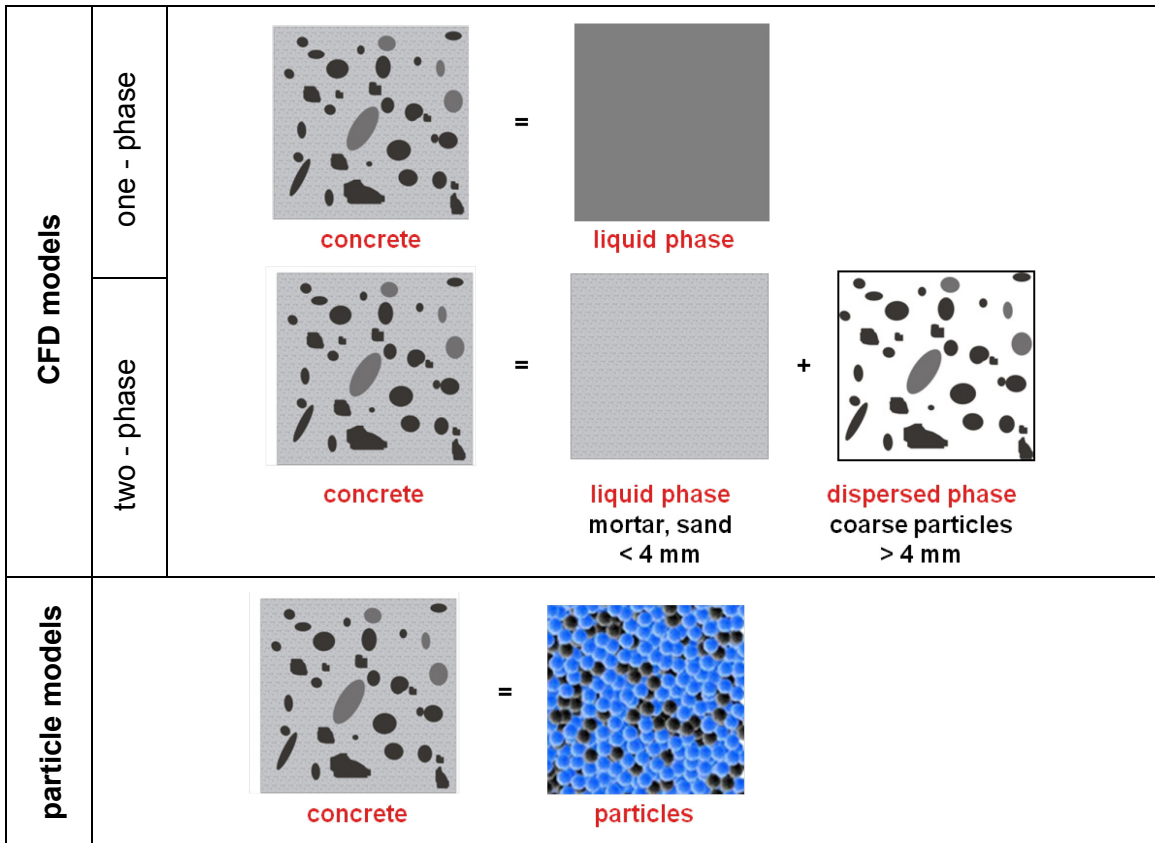 CFD models
one - phase
=
concrete
liquid phase
two - phase
=
+
concrete
liquid phase
mortar, sand
< 4 mm
dispersed phase
coarse particles
> 4 mm
particle models
=
concrete
particles